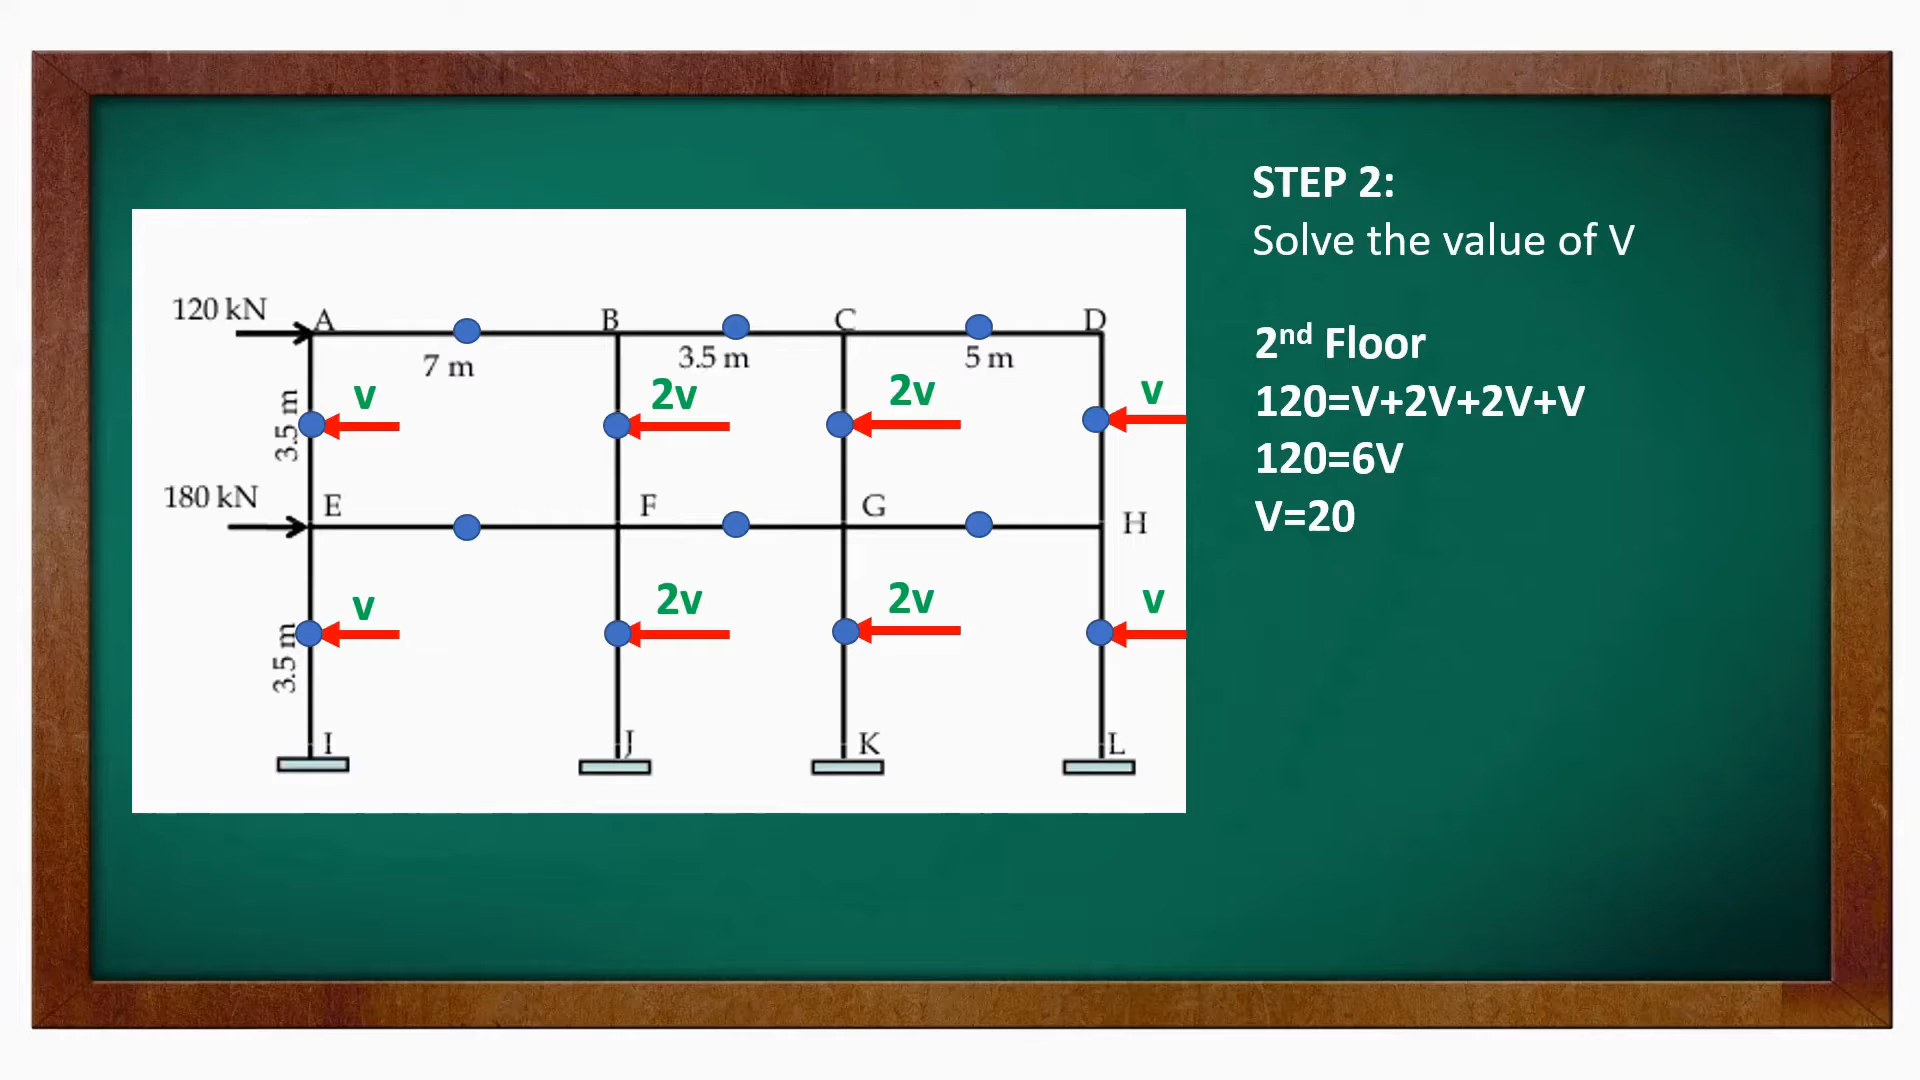 STEP 2:
Solve the value of V
2nd Floor
120=V+2V+2V+V
120=6V
V=20
120 kN
A
B
C
D
7 m
3.5 m
5 m
v
2v
2v
v
3.5 m
180 kN
E
F
G
H
v
2v
2v
v
3.5 m
I
J
K
L